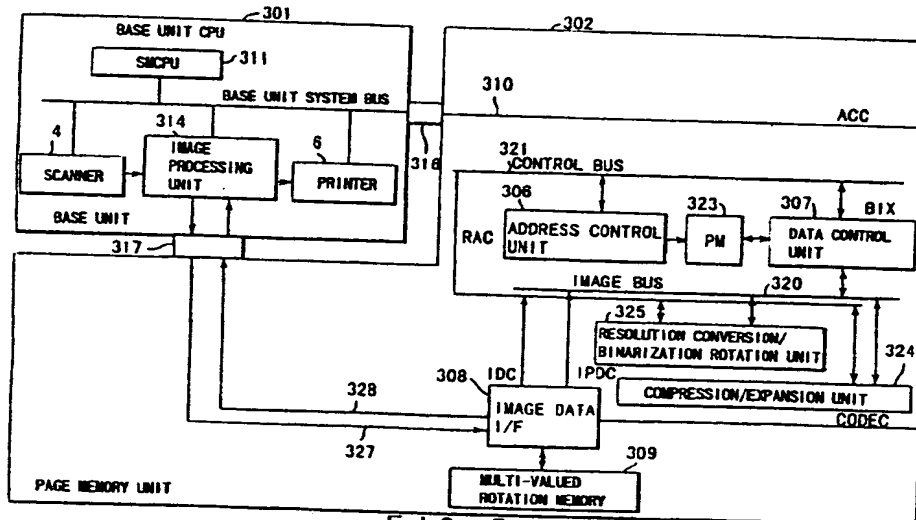 301
BASE UNIT CPU
SMCPU
311
302
BASE UNIT SYSTEM BUS
310
ACC
4
314
IMAGE
PROCESSING
UNIT
6
316
SCANNER
PRINTER
BASE UNIT
317
321
CONTROL BUS
306
323
307
BIX
RAC
ADDRESS CONTROL
UNIT
PM
DATA CONTROL
UNIT
IMAGE BUS
320
325
RESOLUTION CONVERSION/
BINARIZATION ROTATION UNIT
324
IDC
IPDC
308
COMPRESSION/EXPANSION UNIT
328
IMAGE DATA
I/F
CODEC
327
309
MULTI-VALUED
ROTATION MEMORY
PAGE MEMORY UNIT